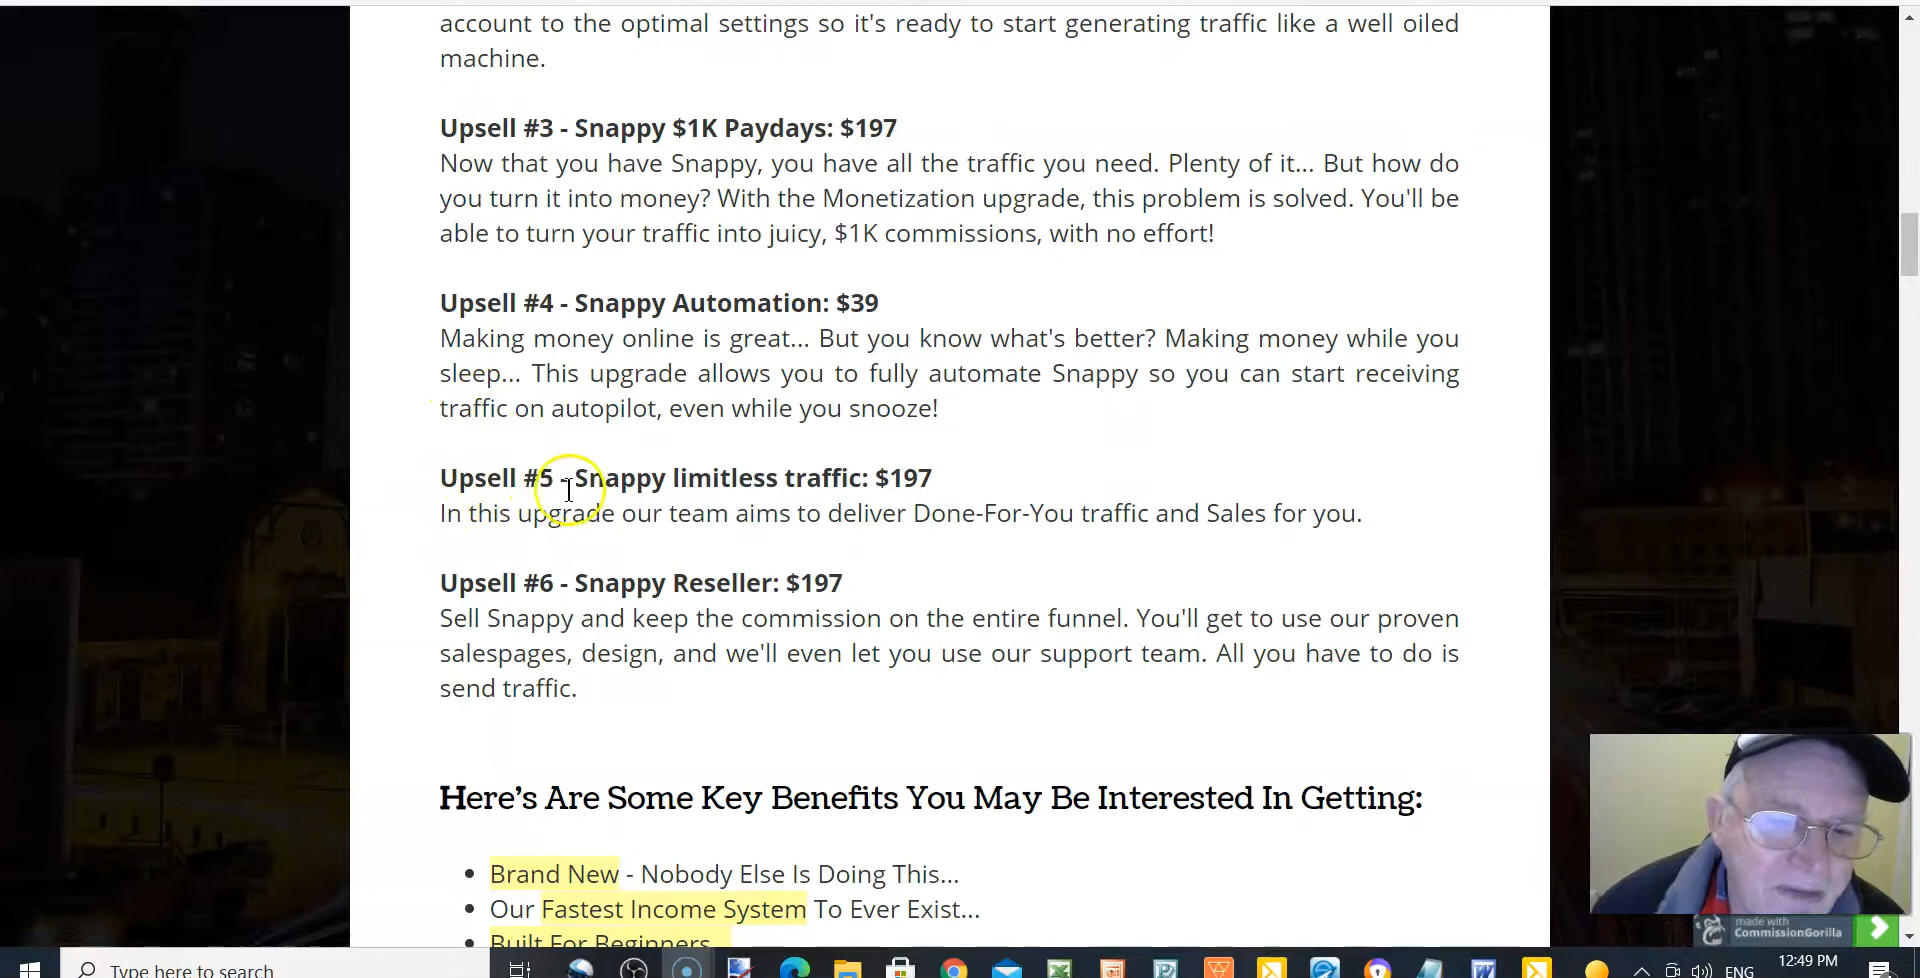 account to the optimal settings so it's ready to start generating traffic like a well oiled
machine.
Upsell #3 - Snappy $1K Paydays: $197
Now that you have Snappy, you have all the traffic you need. Plenty of it... But how do
you turn it into money? With the Monetization upgrade, this problem is solved. You'll be
able to turn your traffic into juicy, $1K commissions, with no effort!
Upsell #4 - Snappy Automation: $39
Making money online is great... But you know what's better? Making money while you
sleep... This upgrade allows you to fully automate Snappy so you can start receiving
traffic on autopilot, even while you snooze!
Upsell #5 - Snappy limitless traffic: $197
In this upgrade our team aims to deliver Done-For-You traffic and Sales for you.
Upsell #6 - Snappy Reseller: $197
Sell Snappy and keep the commission on the entire funnel. You'll get to use our proven
salespages, design, and we'll even let you use our support team. All you have to do is
send traffic.
Here's Are Some Key Benefits You May Be Interested In Getting:
Brand New - Nobody Else Is Doing This...
Our Fastest Income System To Ever Exist...
Built For Beginners
made with
CommissionGorilla
Type here to search
ENG
12:49 PM